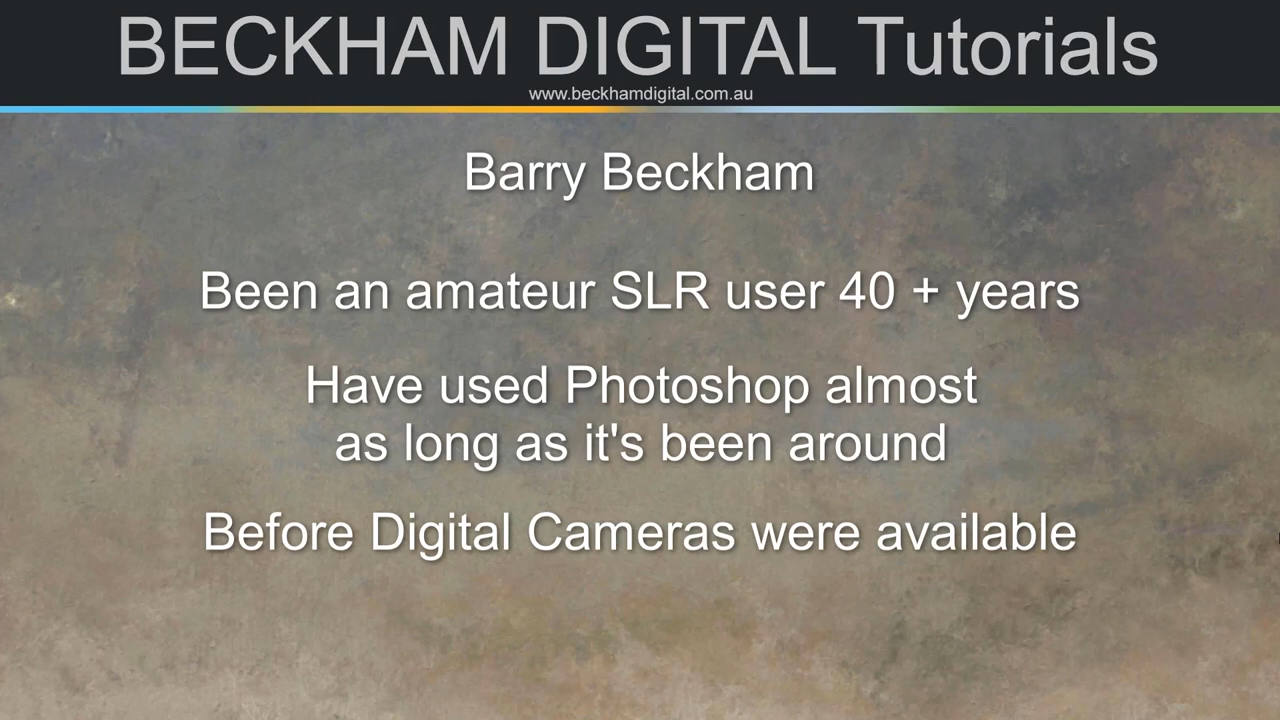 BECKHAM DIGITAL Tutorials
www.beckhamdigital.com.au
Barry Beckham
Been an amateur SLR user 40 + years
Have used Photoshop almost
as long as it's been around
Before Digital Cameras were available